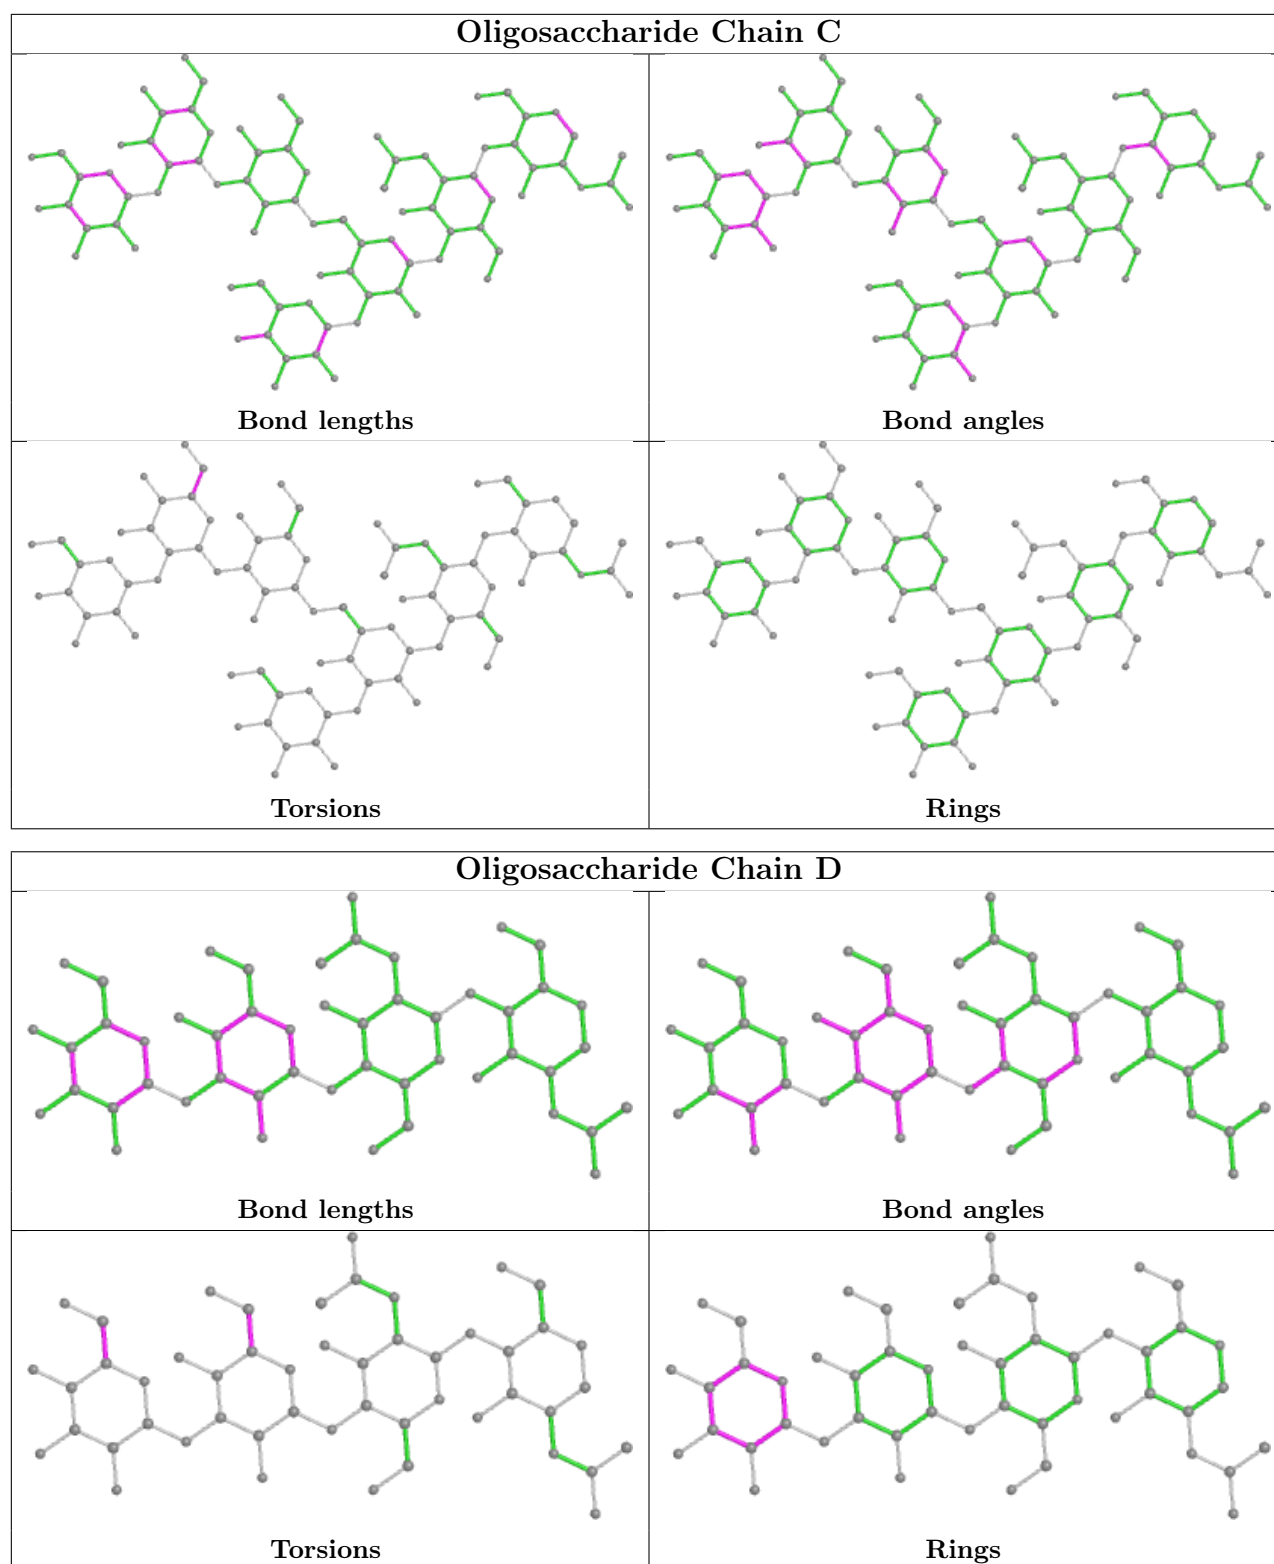 Oligosaccharide Chain C
Bond lengths
Bond angles
Torsions
Rings
Oligosaccharide Chain D
Bond lengths
Bond angles
Torsions
Rings